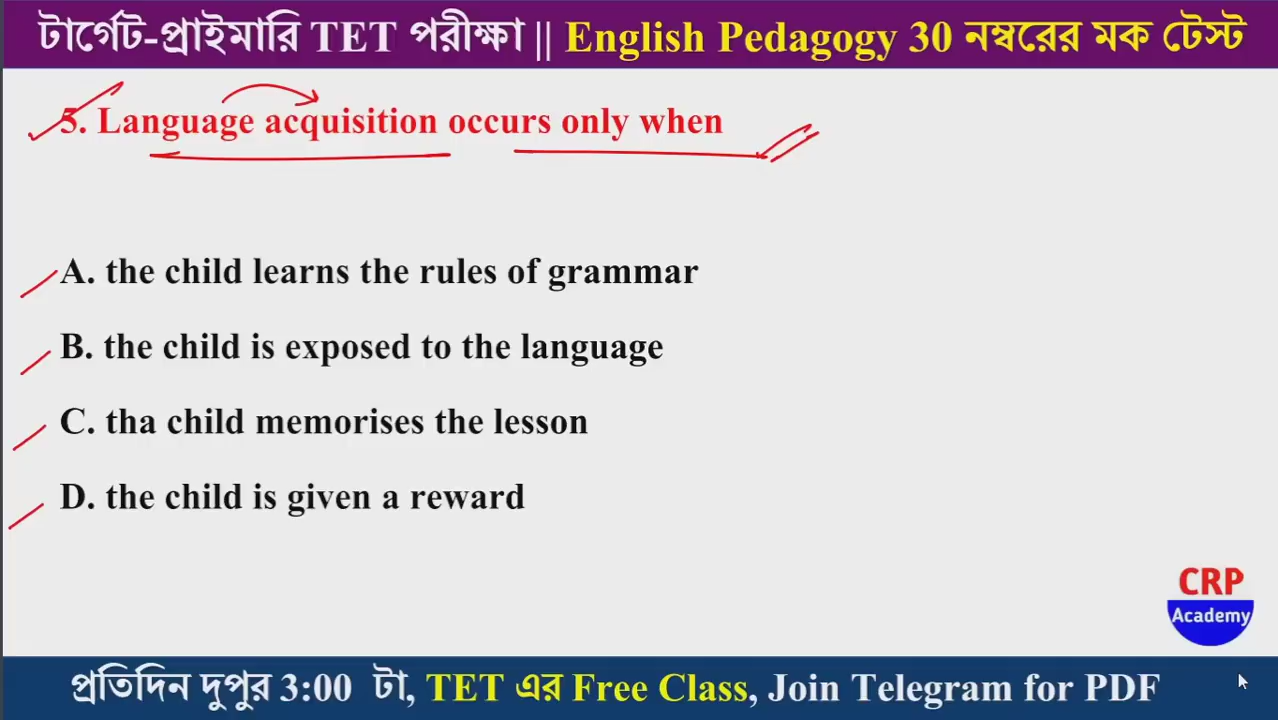 টার্গেট-প্রাইমারি TET পরীক্ষা || English Pedagogy 30 নম্বরের মক টেস্ট
5. Language acquisition occurs only when
A. the child learns the rules of grammar
B. the child is exposed to the language
C. tha child memorises the lesson
D. the child is given a reward
CRP
Academy
প্রতিদিন দুপুর 3:00 টা, TET এর Free Class, Join Telegram for PDF